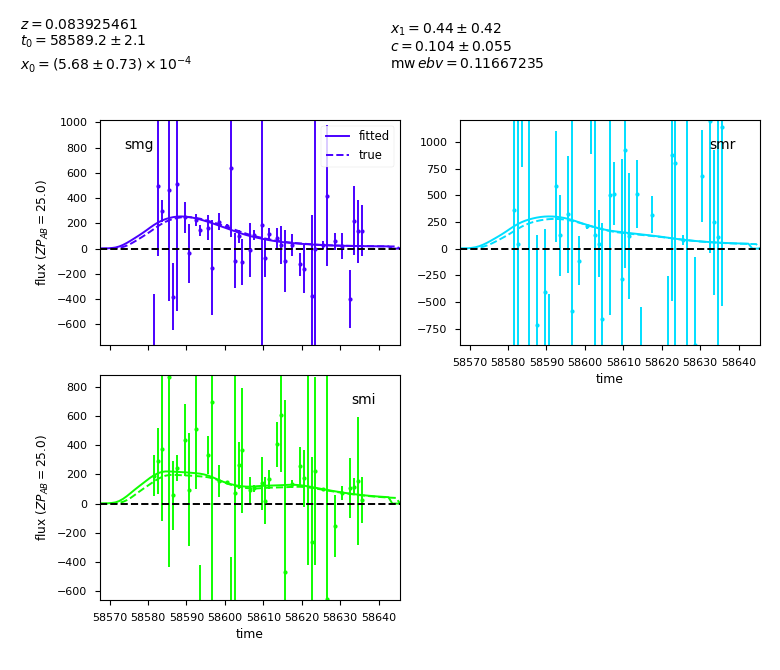 z = 0.083925461
t₀ = 58589.2 ± 2.1
x₀ = (5.68 ± 0.73) × 10⁻⁴
x₁ = 0.44 ± 0.42
c = 0.104 ± 0.055
mw ebv = 0.11667235
smg
fitted
true
1000
800
600
400
200
0
−200
−400
−600
flux (ZP_AB = 25.0)
smr
1000
750
500
250
0
−250
−500
−750
58570 58580 58590 58600 58610 58620 58630 58640
time
smi
800
600
400
200
0
−200
−400
−600
flux (ZP_AB = 25.0)
58570 58580 58590 58600 58610 58620 58630 58640
time